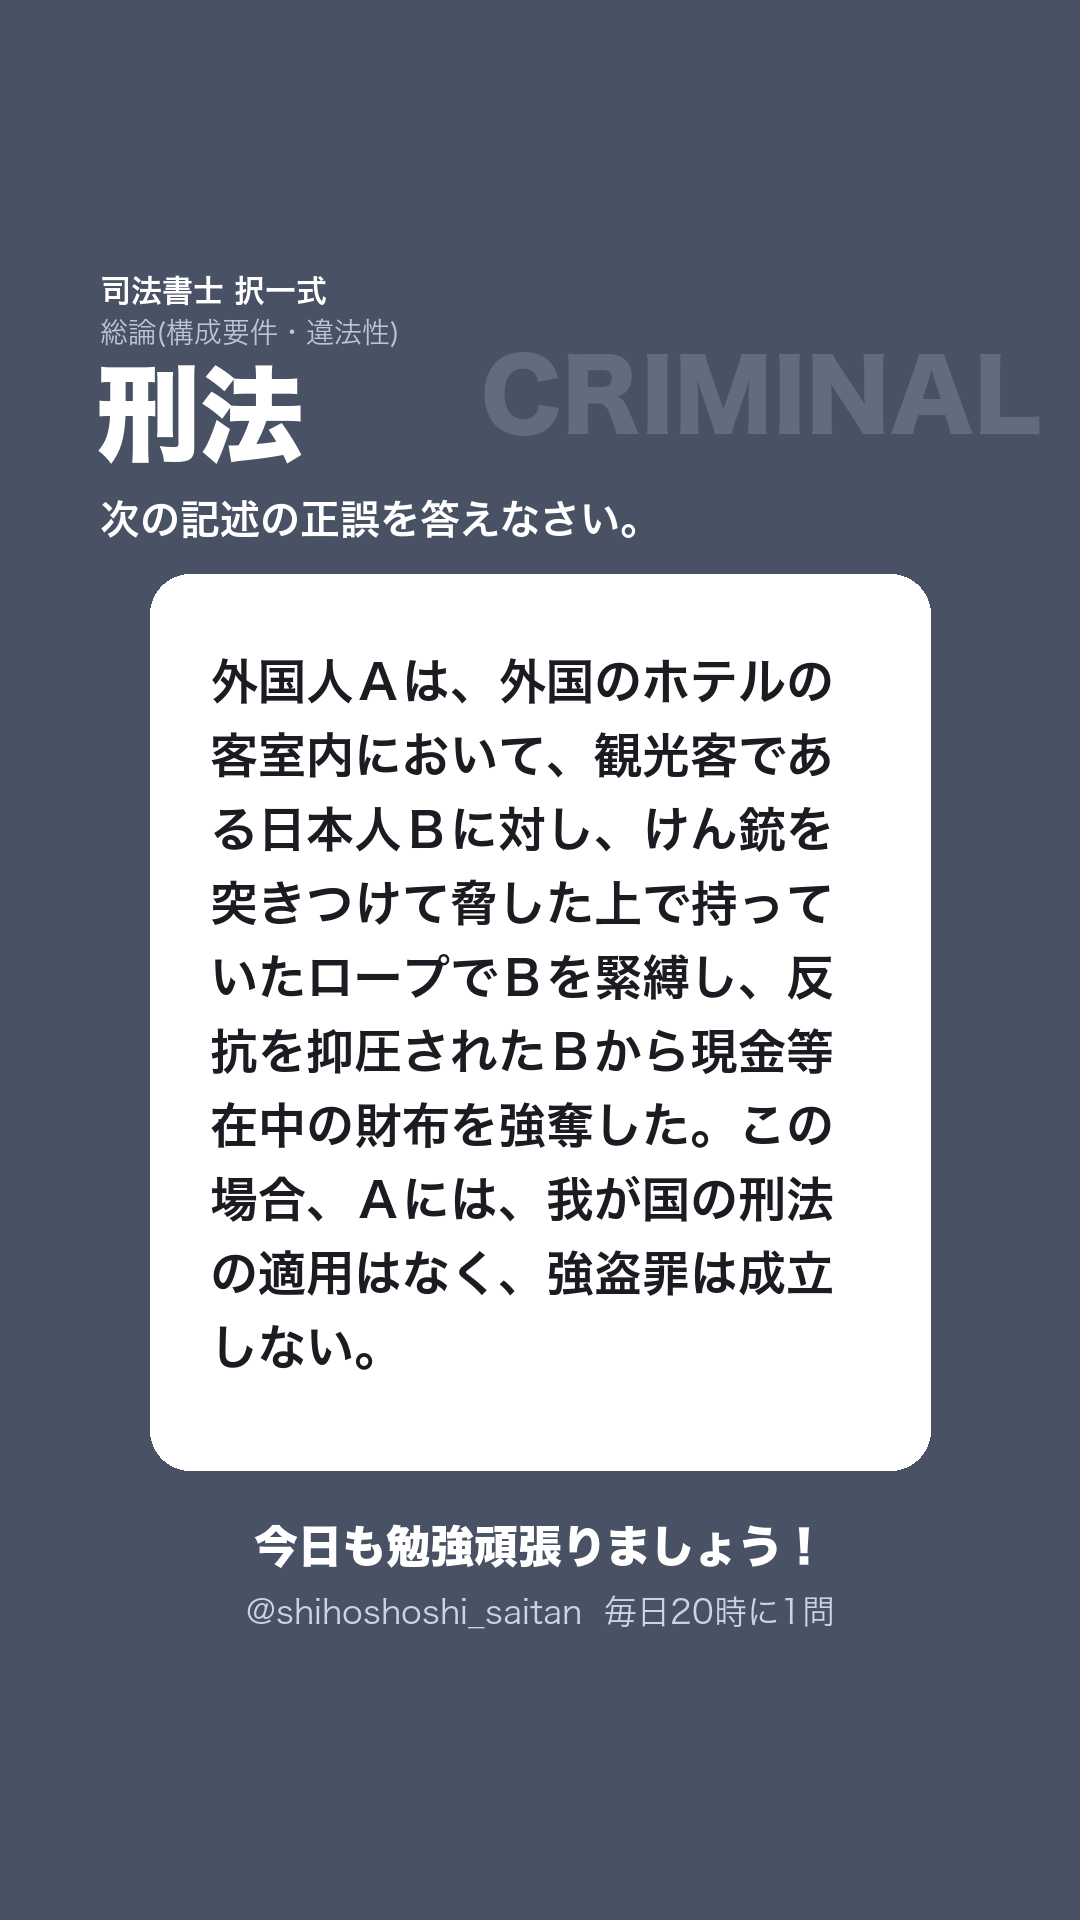 司法書士 択一式
総論(構成要件・違法性)
刑法
CRIMINAL
次の記述の正誤を答えなさい。
外国人Ａは、外国のホテルの
客室内において、観光客であ
る日本人Ｂに対し、けん銃を
突きつけて脅した上で持って
いたロープでＢを緊縛し、反
抗を抑圧されたＢから現金等
在中の財布を強奪した。この
場合、Ａには、我が国の刑法
の適用はなく、強盗罪は成立
しない。
今日も勉強頑張りましょう！
@shihoshoshi_saitan 毎日20時に1問